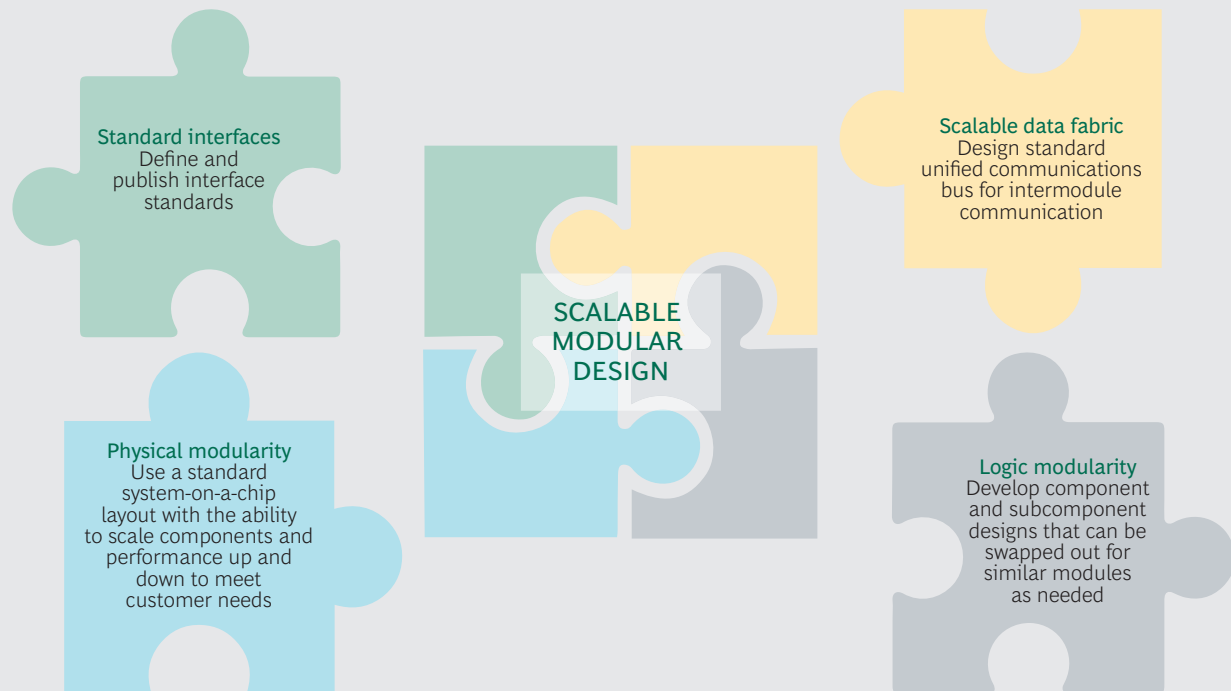 Standard interfaces
Define and
publish interface
standards
Scalable data fabric
Design standard
unified communications
bus for intermodule
communication
SCALABLE
MODULAR
DESIGN
Physical modularity
Use a standard
system-on-a-chip
layout with the ability
to scale components and
performance up and
down to meet
customer needs
Logic modularity
Develop component
and subcomponent
designs that can be
swapped out for
similar modules
as needed